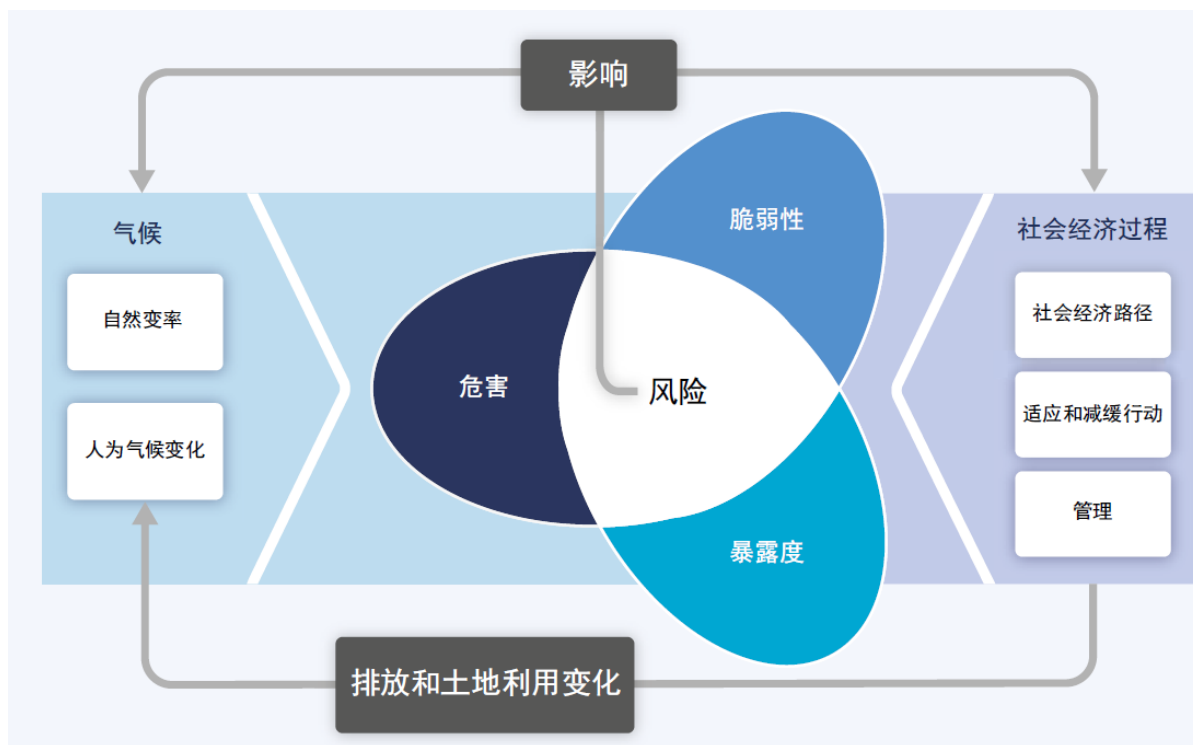 影响
气候
自然变率
人为气候变化
危害
脆弱性
风险
暴露度
社会经济过程
社会经济路径
适应和减缓行动
管理
排放和土地利用变化